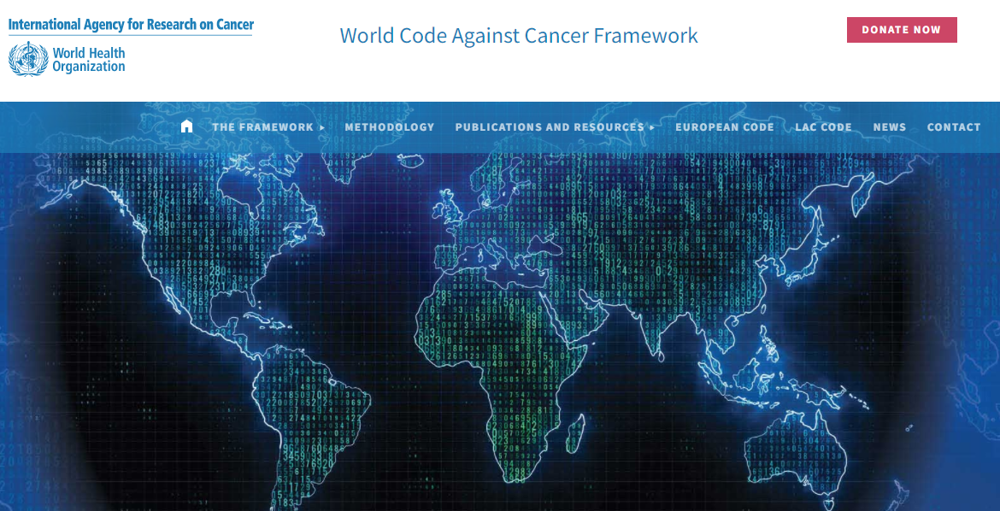 International Agency for Research on Cancer
World Health
Organization
World Code Against Cancer Framework
DONATE NOW
THE FRAMEWORK ▸ METHODOLOGY PUBLICATIONS AND RESOURCES ▸ EUROPEAN CODE LAC CODE NEWS CONTACT